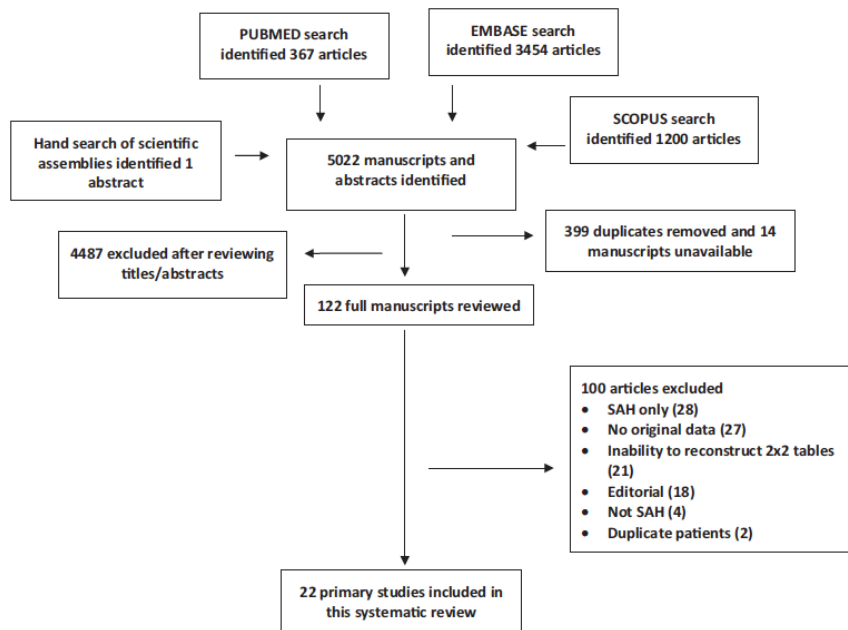 PUBMED search
identified 367 articles
EMBASE search
identified 3454 articles
SCOPUS search
identified 1200 articles
Hand search of scientific
assemblies identified 1
abstract
5022 manuscripts and
abstracts identified
399 duplicates removed and 14
manuscripts unavailable
4487 excluded after reviewing
titles/abstracts
122 full manuscripts reviewed
100 articles excluded
• SAH only (28)
• No original data (27)
• Inability to reconstruct 2x2 tables
(21)
• Editorial (18)
• Not SAH (4)
• Duplicate patients (2)
22 primary studies included in
this systematic review